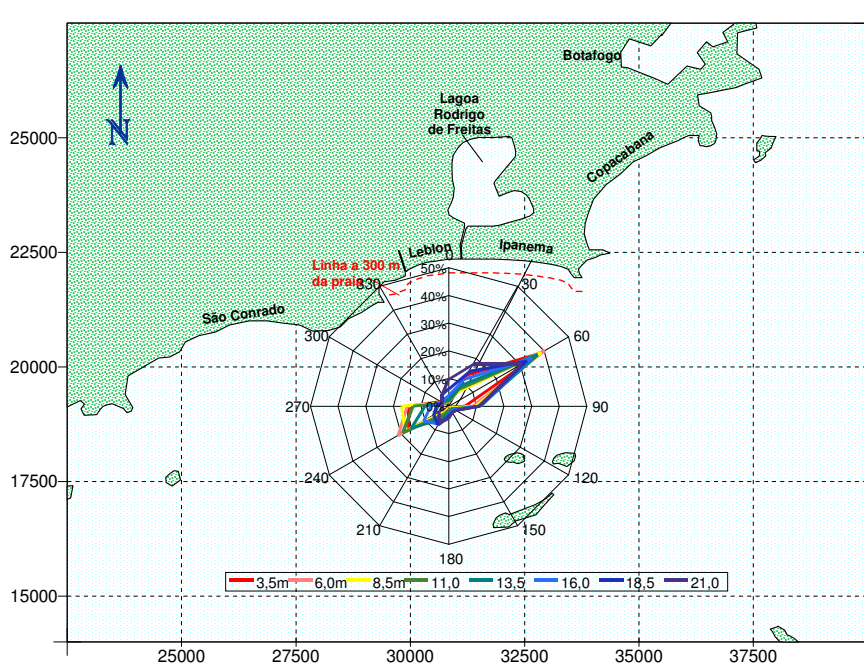 Botafogo
Lagoa
Rodrigo
de Freitas
N
25000
Copacabana
22500
Leblon
Ipanema
0
Linha a 300 m
da praia
50%
330
30
40%
São Conrado
300
30%
60
20000
20%
10%
270
0%
90
17500
240
120
210
150
180
3,5m
6,0m
8,5m
11,0
13,5
16,0
18,5
21,0
15000
25000
27500
30000
32500
35000
37500